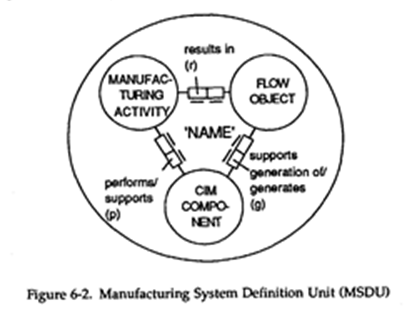 results in
(r)
MANUFAC-
TURING
ACTIVITY
FLOW
OBJECT
'NAME'
performs/
supports
(p)
supports
generation of/
generates
(g)
CIM
COMPO-
NENT
Figure 6-2. Manufacturing System Definition Unit (MSDU)